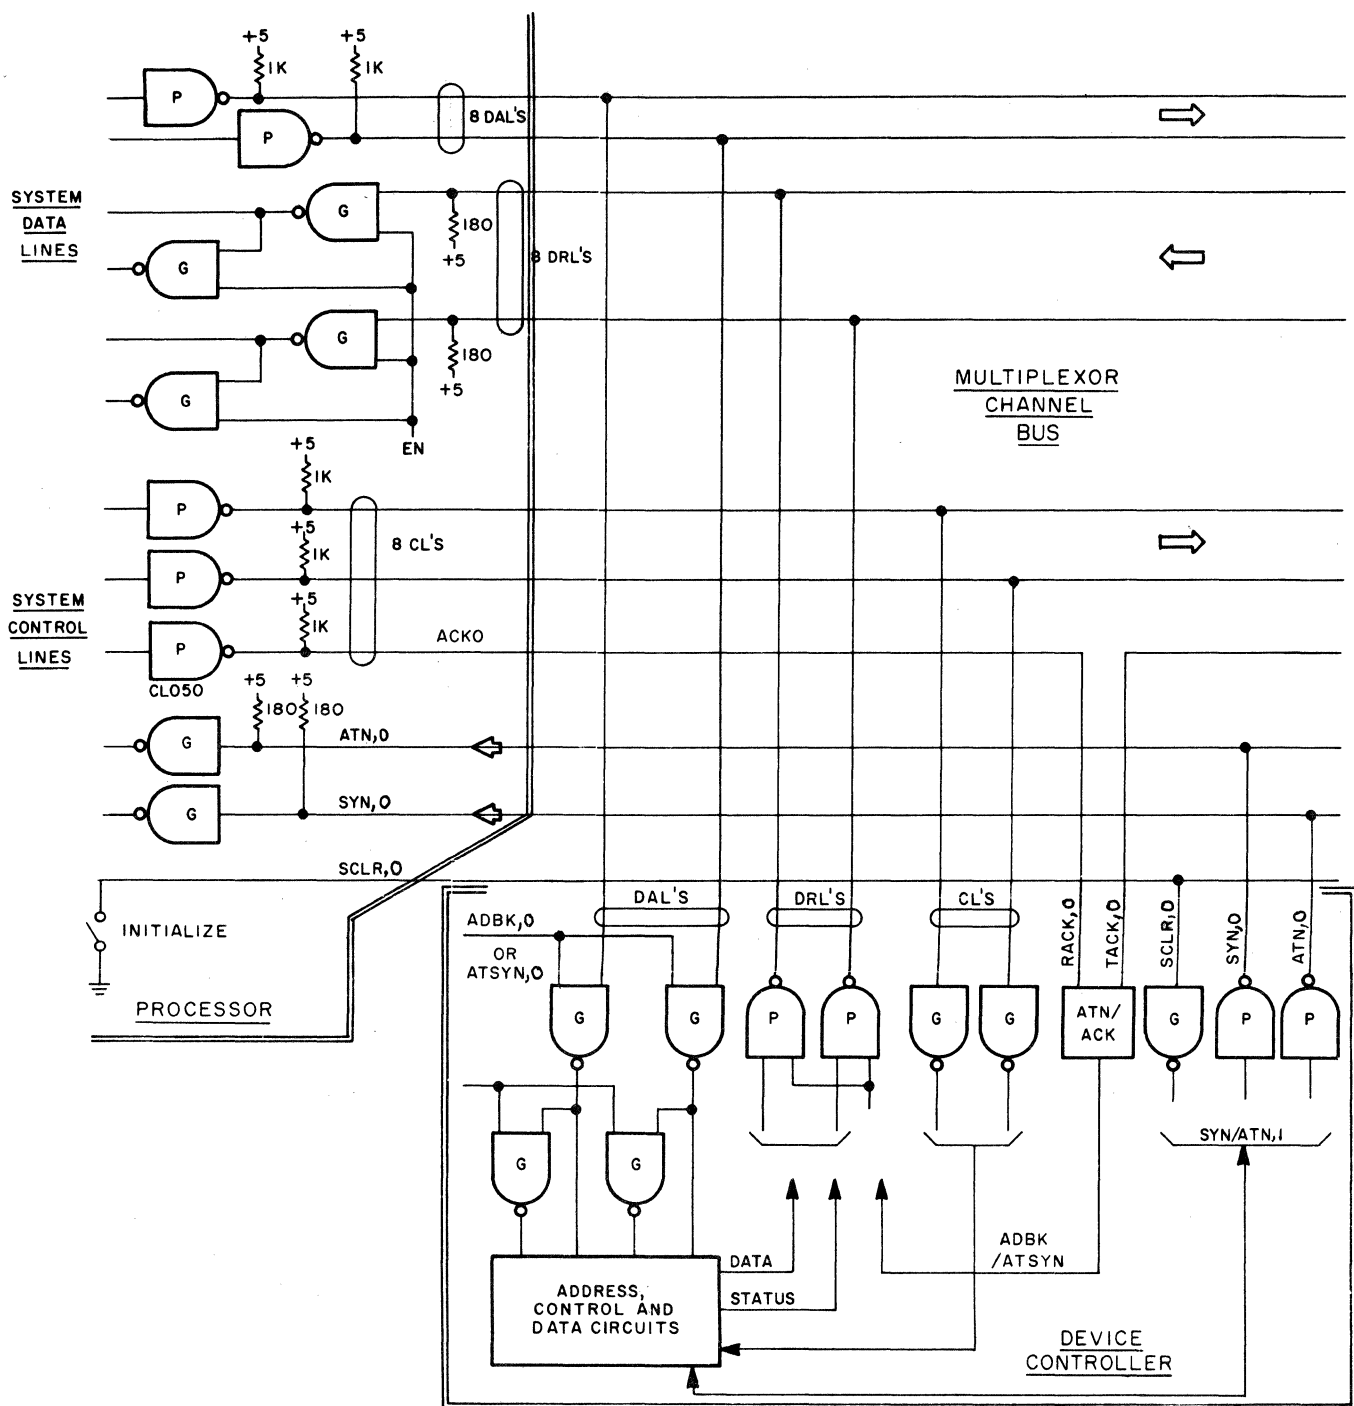 +5 +5
1K 1K
P
P
8 DAL'S
SYSTEM
DATA
LINES
G
180
+5
8 DRL'S
G
G
180
+5
G
EN
MULTIPLEXOR
CHANNEL
BUS
+5
1K
P
8 CL'S
+5
1K
P
SYSTEM
CONTROL
LINES
+5
1K
P
CL050
ACKO
+5 +5
180 180
G
ATN,0
G
SYN,0
SCLR,0
INITIALIZE
PROCESSOR
ADBK,0
OR
ATSYN,0
DAL'S
DRL'S
CL'S
RACK,0
TACK,0
SCLR,0
SYN,0
ATN,0
G G P P G G
ATN/
ACK
G P P
G G
SYN/ATN,1
DATA
STATUS
ADBK
/ATSYN
ADDRESS,
CONTROL AND
DATA CIRCUITS
DEVICE
CONTROLLER